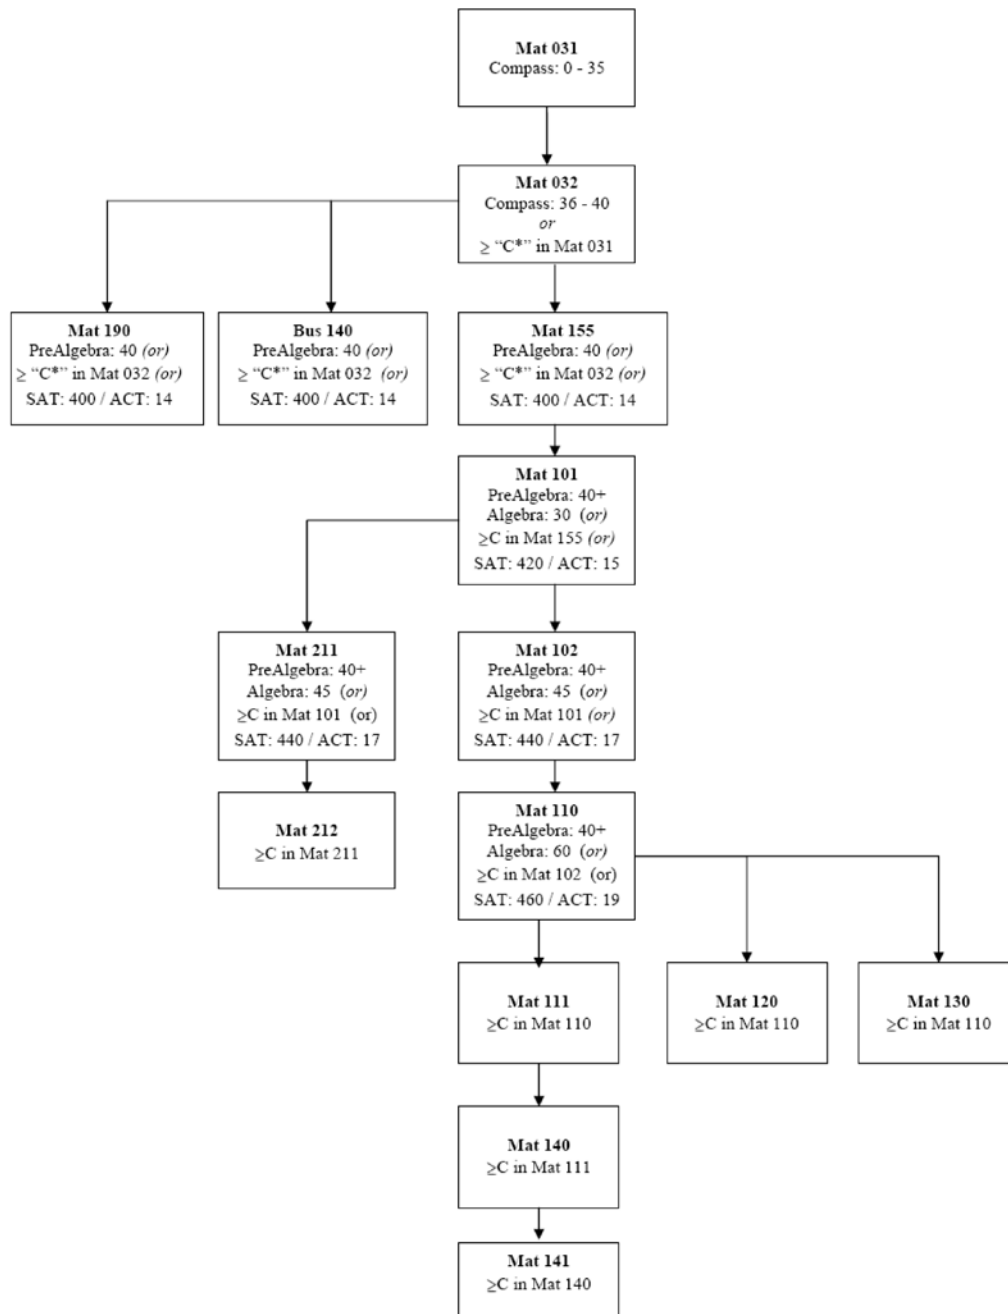 Mat 031
Compass: 0 - 35
Mat 032
Compass: 36 - 40
or
≥ “C*” in Mat 031
Mat 190
PreAlgebra: 40 (or)
≥ “C*” in Mat 032 (or)
SAT: 400 / ACT: 14
Bus 140
PreAlgebra: 40 (or)
≥ “C*” in Mat 032 (or)
SAT: 400 / ACT: 14
Mat 155
PreAlgebra: 40 (or)
≥ “C*” in Mat 032 (or)
SAT: 400 / ACT: 14
Mat 101
PreAlgebra: 40+
Algebra: 30 (or)
≥C in Mat 155 (or)
SAT: 420 / ACT: 15
Mat 211
PreAlgebra: 40+
Algebra: 45 (or)
≥C in Mat 101 (or)
SAT: 440 / ACT: 17
Mat 102
PreAlgebra: 40+
Algebra: 45 (or)
≥C in Mat 101 (or)
SAT: 440 / ACT: 17
Mat 212
≥C in Mat 211
Mat 110
PreAlgebra: 40+
Algebra: 60 (or)
≥C in Mat 102 (or)
SAT: 460 / ACT: 19
Mat 111
≥C in Mat 110
Mat 120
≥C in Mat 110
Mat 130
≥C in Mat 110
Mat 140
≥C in Mat 111
Mat 141
≥C in Mat 140